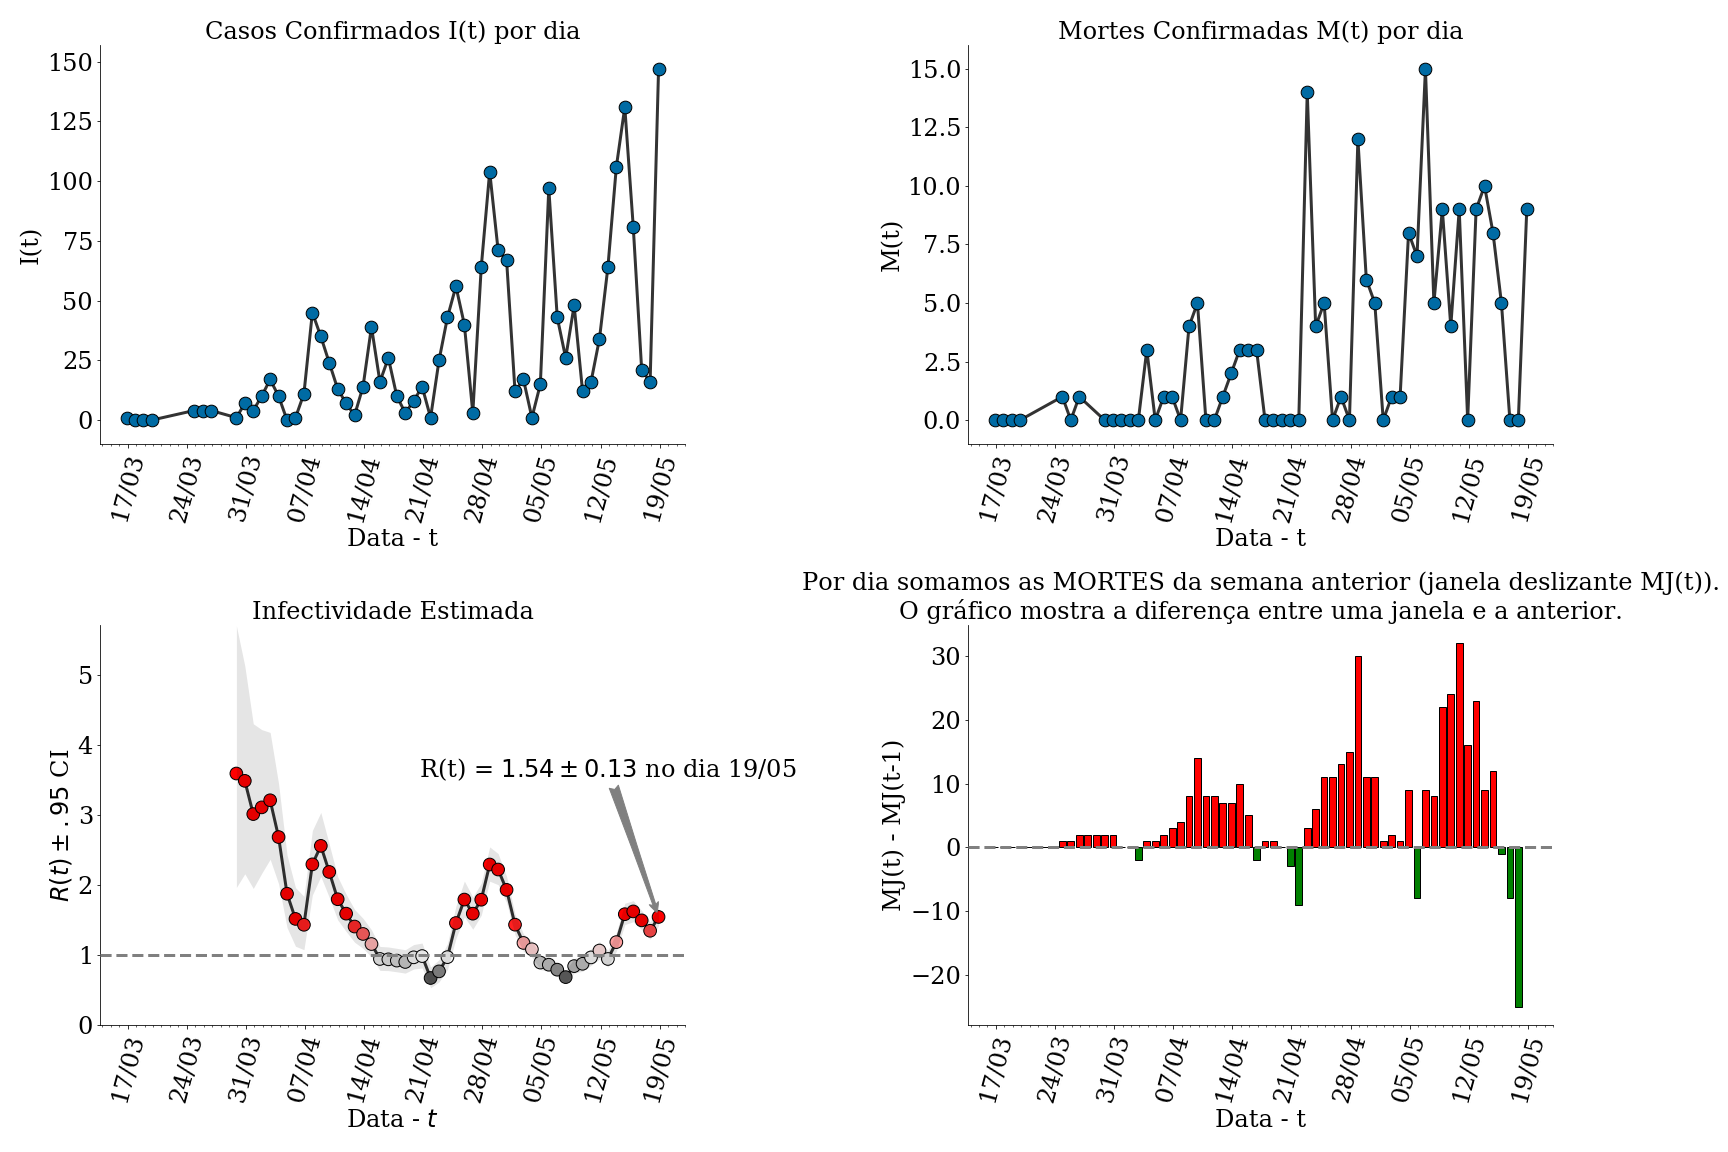 Casos Confirmados I(t) por dia
150
125
100
75
50
25
0
I(t)
17/03 24/03 31/03 07/04 14/04 21/04 28/04 05/05 12/05 19/05
Data - t
Mortes Confirmadas M(t) por dia
15.0
12.5
10.0
7.5
5.0
2.5
0.0
M(t)
17/03 24/03 31/03 07/04 14/04 21/04 28/04 05/05 12/05 19/05
Data - t
Infectividade Estimada
5
4
3
2
1
0
R(t) ± .95 CI
R(t) = 1.54 ± 0.13 no dia 19/05
17/03 24/03 31/03 07/04 14/04 21/04 28/04 05/05 12/05 19/05
Data - t
Por dia somamos as MORTES da semana anterior (janela deslizante MJ(t)).
O gráfico mostra a diferença entre uma janela e a anterior.
30
20
10
0
−10
−20
MJ(t) - MJ(t-1)
17/03 24/03 31/03 07/04 14/04 21/04 28/04 05/05 12/05 19/05
Data - t